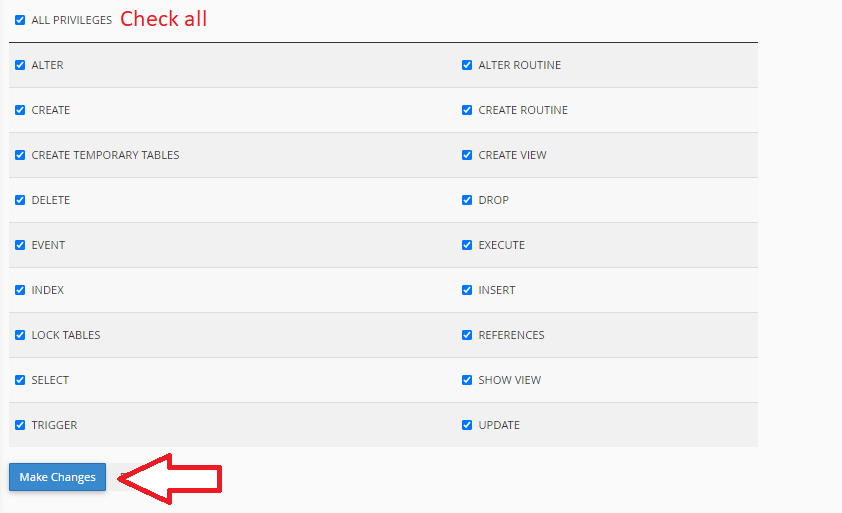 ALL PRIVILEGES Check all
ALTER ALTER ROUTINE
CREATE CREATE ROUTINE
CREATE TEMPORARY TABLES CREATE VIEW
DELETE DROP
EVENT EXECUTE
INDEX INSERT
LOCK TABLES REFERENCES
SELECT SHOW VIEW
TRIGGER UPDATE
Make Changes